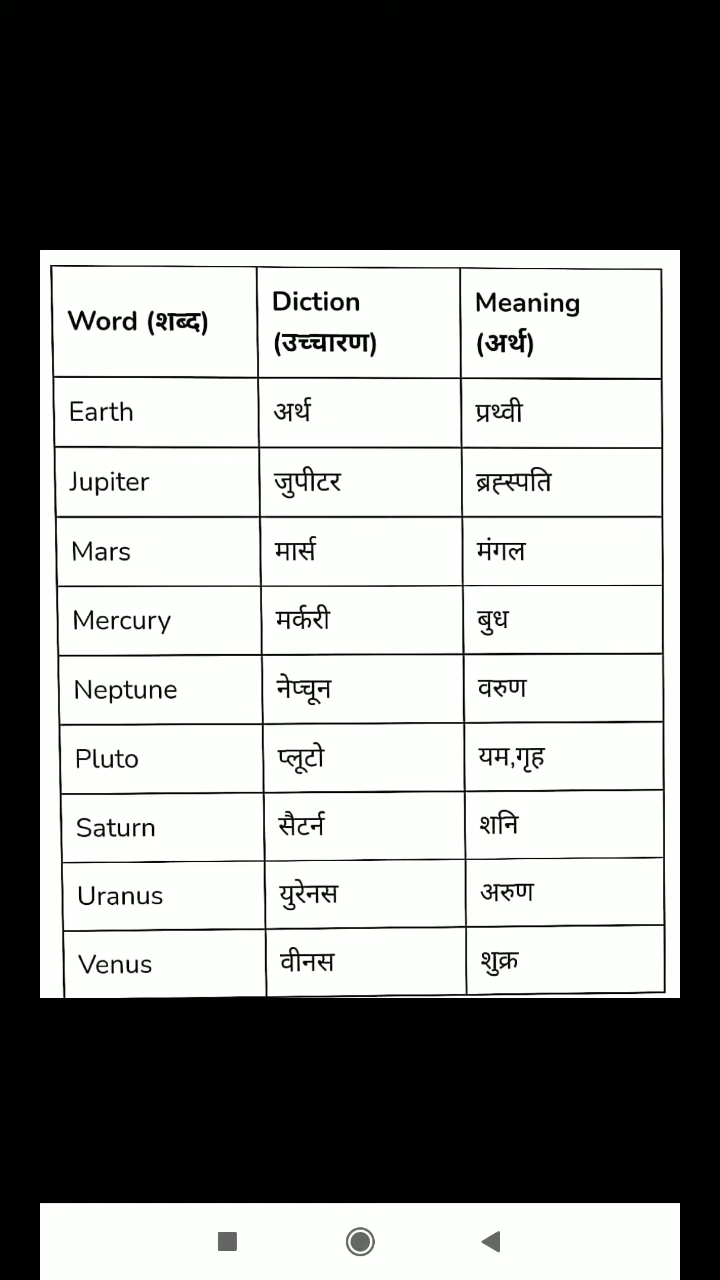 Word (शब्द)
Diction
(उच्चारण)
Meaning
(अर्थ)
Earth अर्थ प्रथ्वी
Jupiter जुपीटर ब्रह्स्पति
Mars मार्स मंगल
Mercury मर्करी बुध
Neptune नेप्चून वरुण
Pluto प्लूटो यम,गृह
Saturn सैटर्न शनि
Uranus युरेनस अरुण
Venus वीनस शुक्र